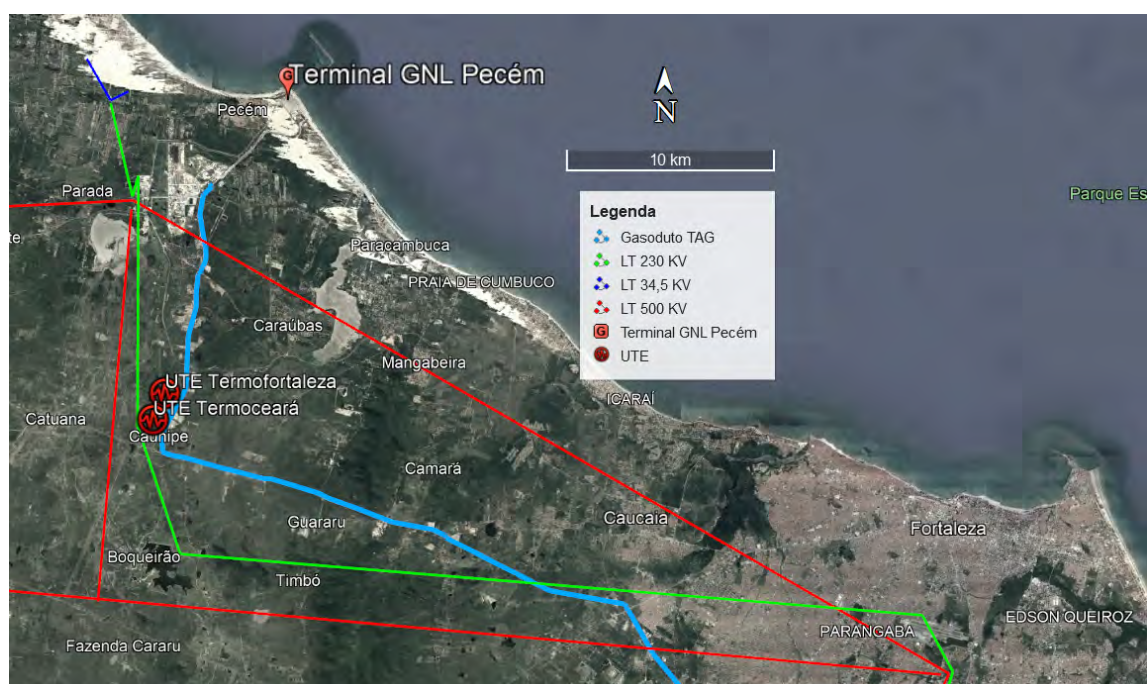 Terminal GNL Pecém
Pecém
N
10 km
Parada
Parque Es
te.
Legenda
Gasoduto TAG
LT 230 KV
LT 34,5 KV
LT 500 KV
G Terminal GNL Pecém
UTE
G
Paracambuca
PRAIA DE CUMBUCO
Caraúbas
Mangabeira
UTE Termofortaleza
ICARAÍ
UTE Termoceará
Catuana
Cauhipe
Camará
Guararu
Caucaia
Fortaleza
Boqueirão
Timbó
EDSON QUEIROZ
PARANGABA
Fazenda Cararu